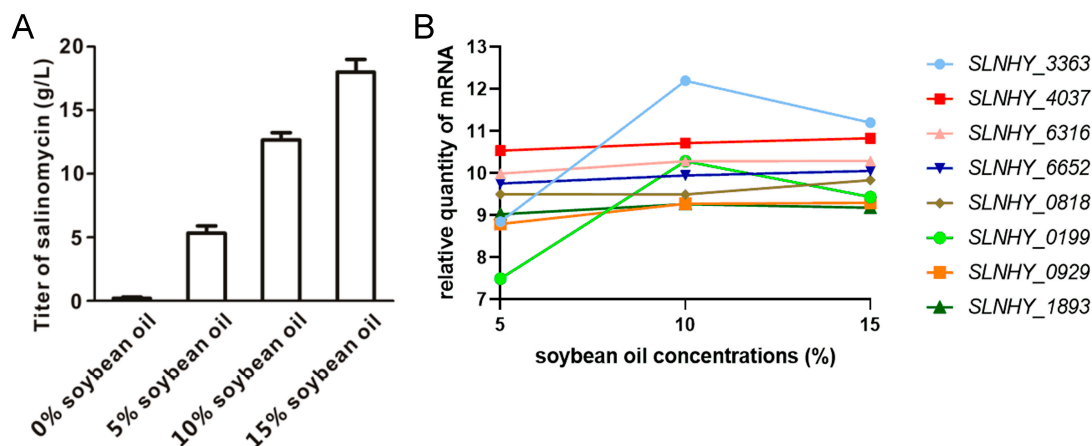 A
Titer of salinomycin (g/L)
20
15
10
5
0
0% soybean oil
5% soybean oil
10% soybean oil
15% soybean oil
B
relative quantity of mRNA
13
12
11
10
9
8
7
5
10
15
soybean oil concentrations (%)
SLNHY_3363
SLNHY_4037
SLNHY_6316
SLNHY_6652
SLNHY_0818
SLNHY_0199
SLNHY_0929
SLNHY_1893